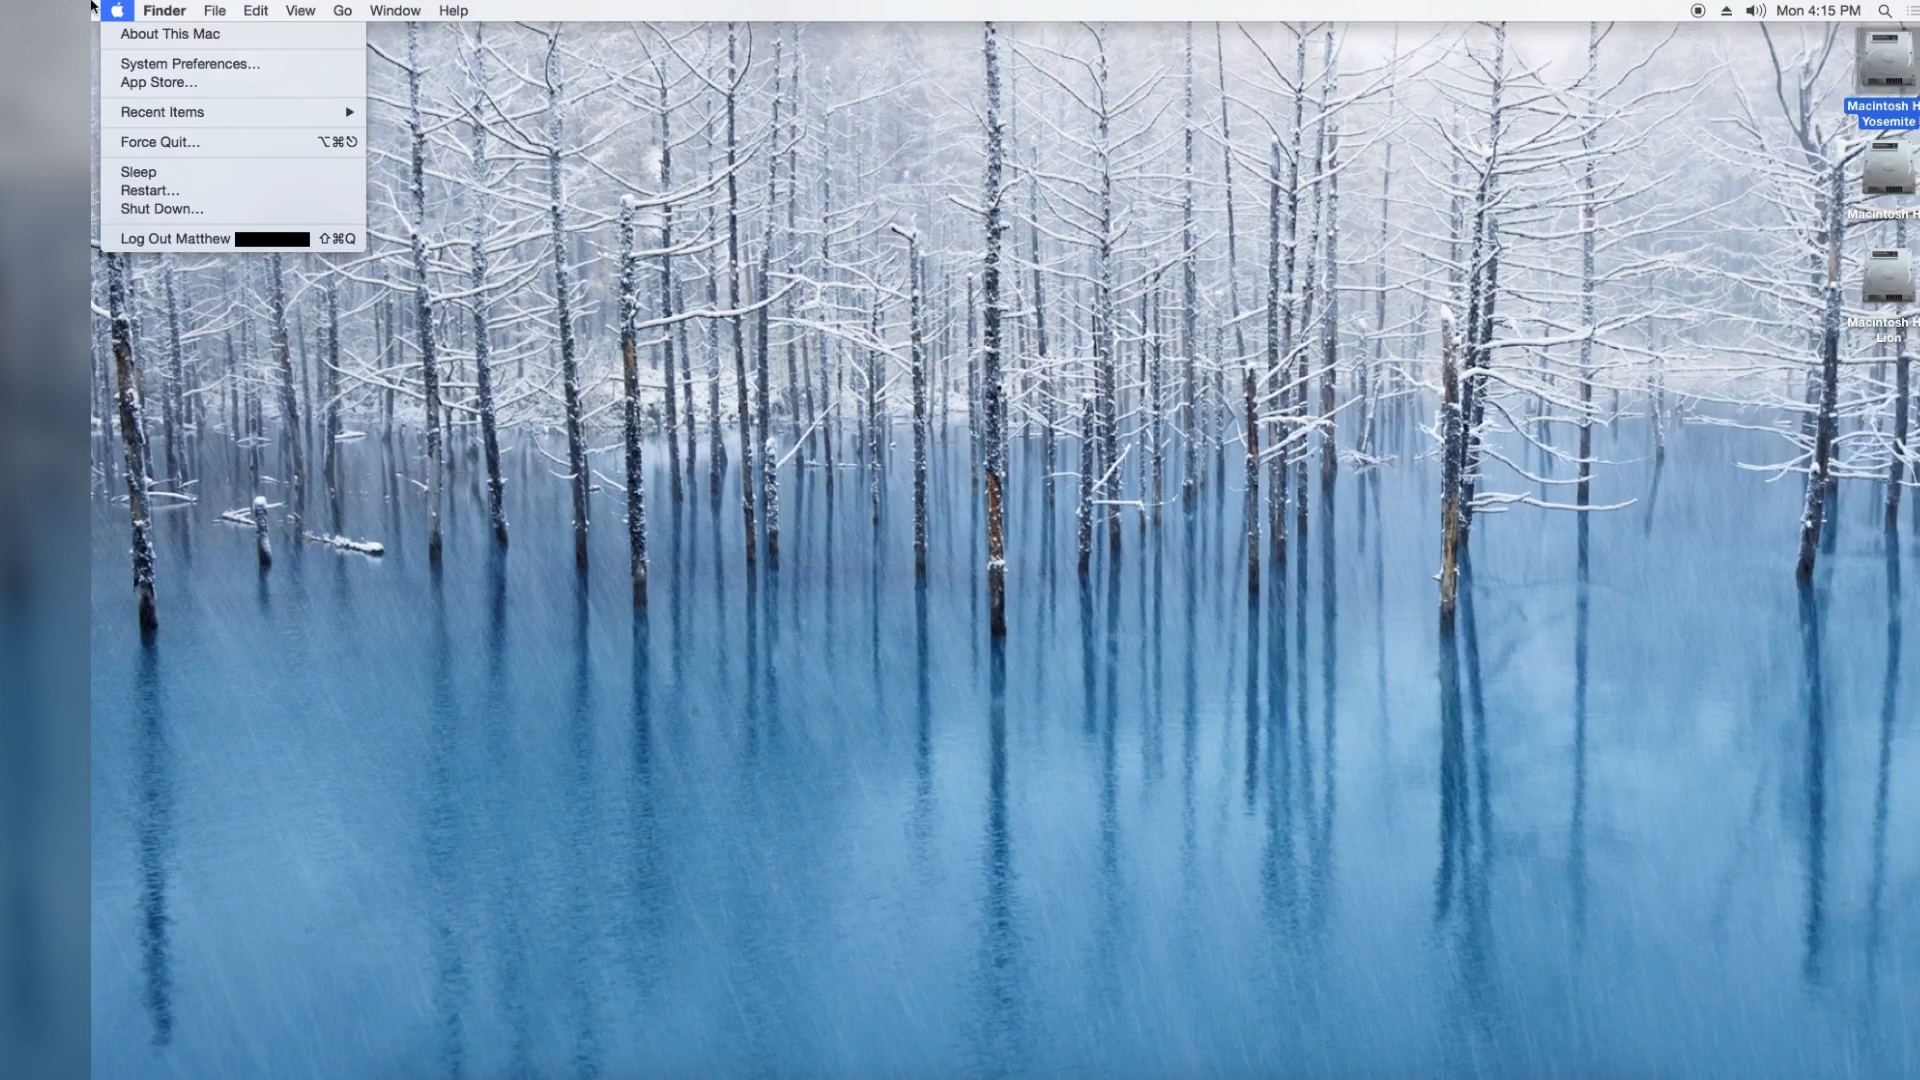 Finder File Edit View Go Window Help Mon 4:15 PM
About This Mac
System Preferences...
App Store...
Recent Items
Force Quit... ⌥⌘⎋
Sleep
Restart...
Shut Down...
Log Out Matthew ⇧⌘Q
Macintosh H
Yosemite
Macintosh H
Macintosh H
Lion